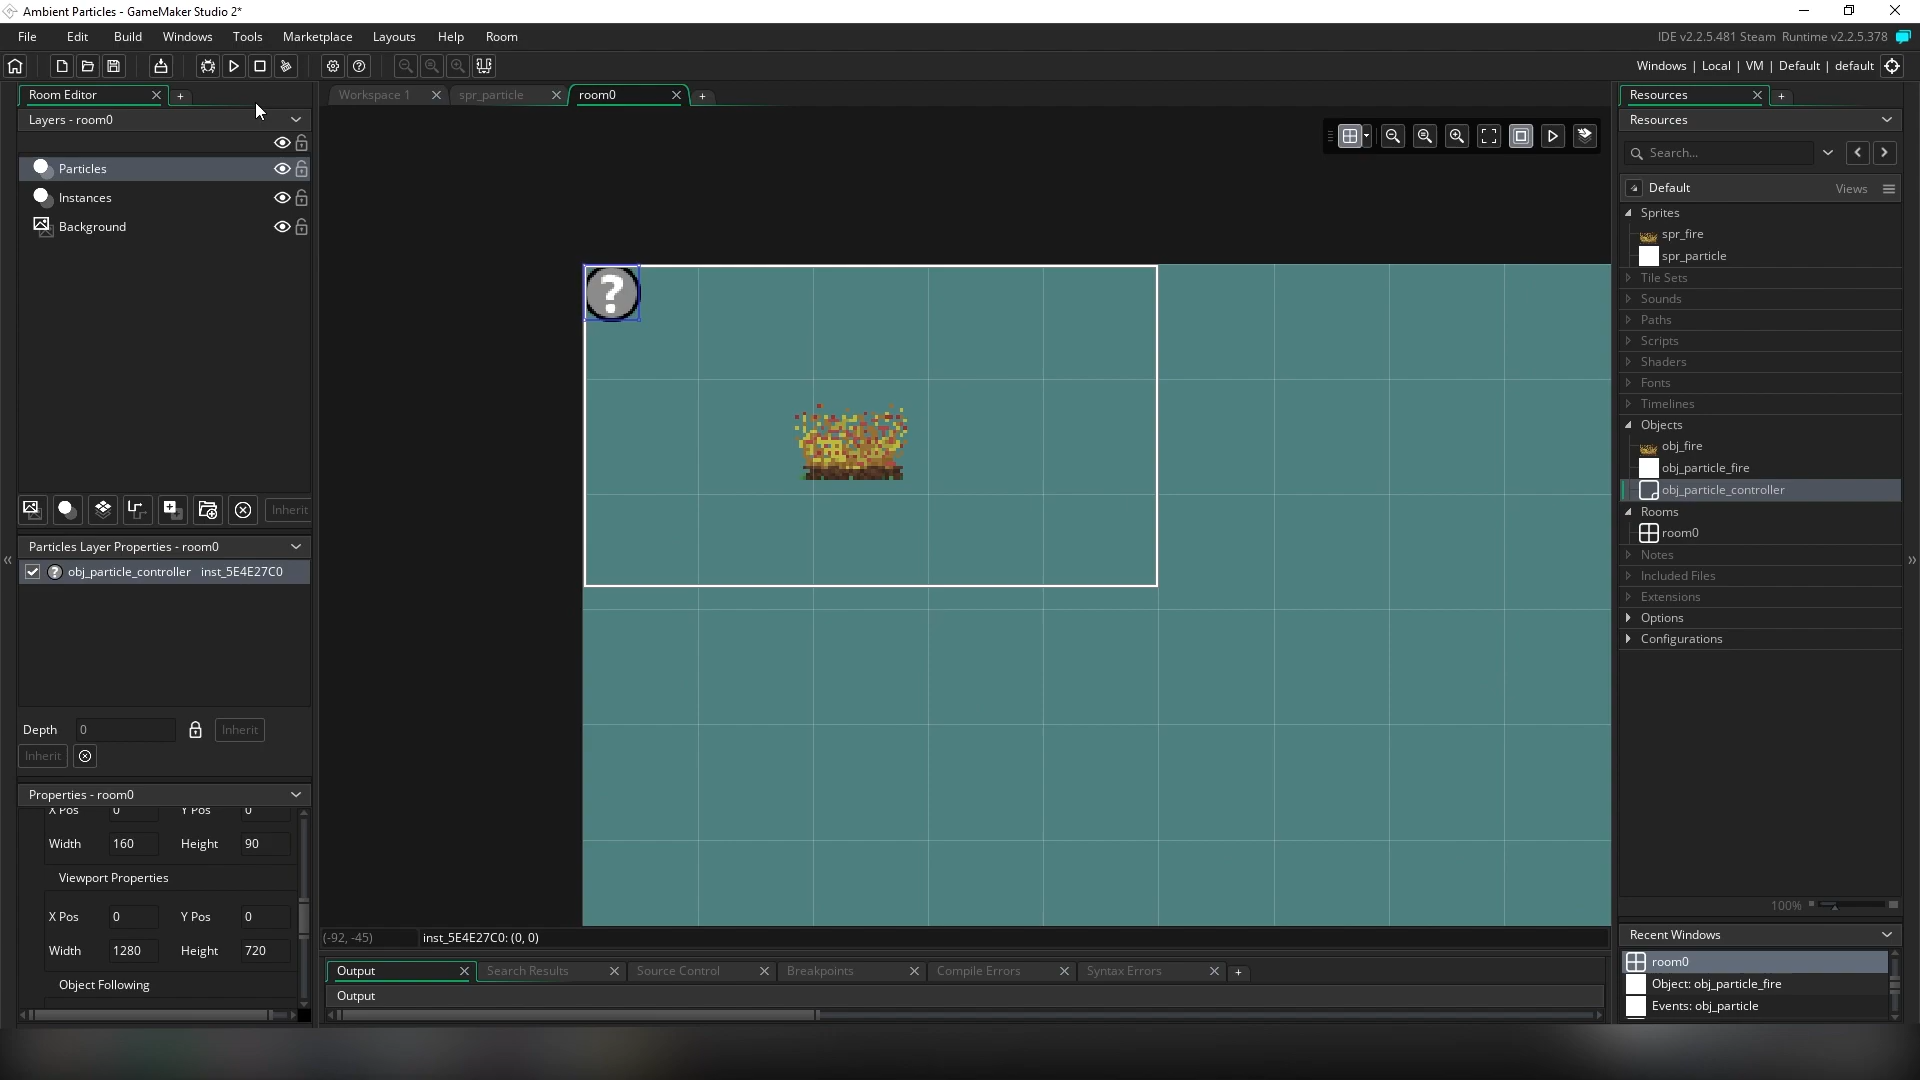 Ambient Particles - GameMaker Studio 2*
File Edit Build Windows Tools Marketplace Layouts Help Room
IDE v2.2.5.481 Steam Runtime v2.2.5.378
Windows | Local | VM | Default | default
Room Editor
Layers - room0
Particles
Instances
Background
Inherit
Particles Layer Properties - room0
obj_particle_controller inst_5E4E27C0
Depth 0 Inherit
Inherit
Properties - room0
X Pos 0 Y Pos 0
Width 160 Height 90
Viewport Properties
X Pos 0 Y Pos 0
Width 1280 Height 720
Object Following
Workspace 1 spr_particle room0
?
(-92, -45) inst_5E4E27C0: (0, 0)
Output Search Results Source Control Breakpoints Compile Errors Syntax Errors
Output
Resources
Resources
Search...
Default Views
Sprites
spr_fire
spr_particle
Tile Sets
Sounds
Paths
Scripts
Shaders
Fonts
Timelines
Objects
obj_fire
obj_particle_fire
obj_particle_controller
Rooms
room0
Notes
Included Files
Extensions
Options
Configurations
100%
Recent Windows
room0
Object: obj_particle_fire
Events: obj_particle